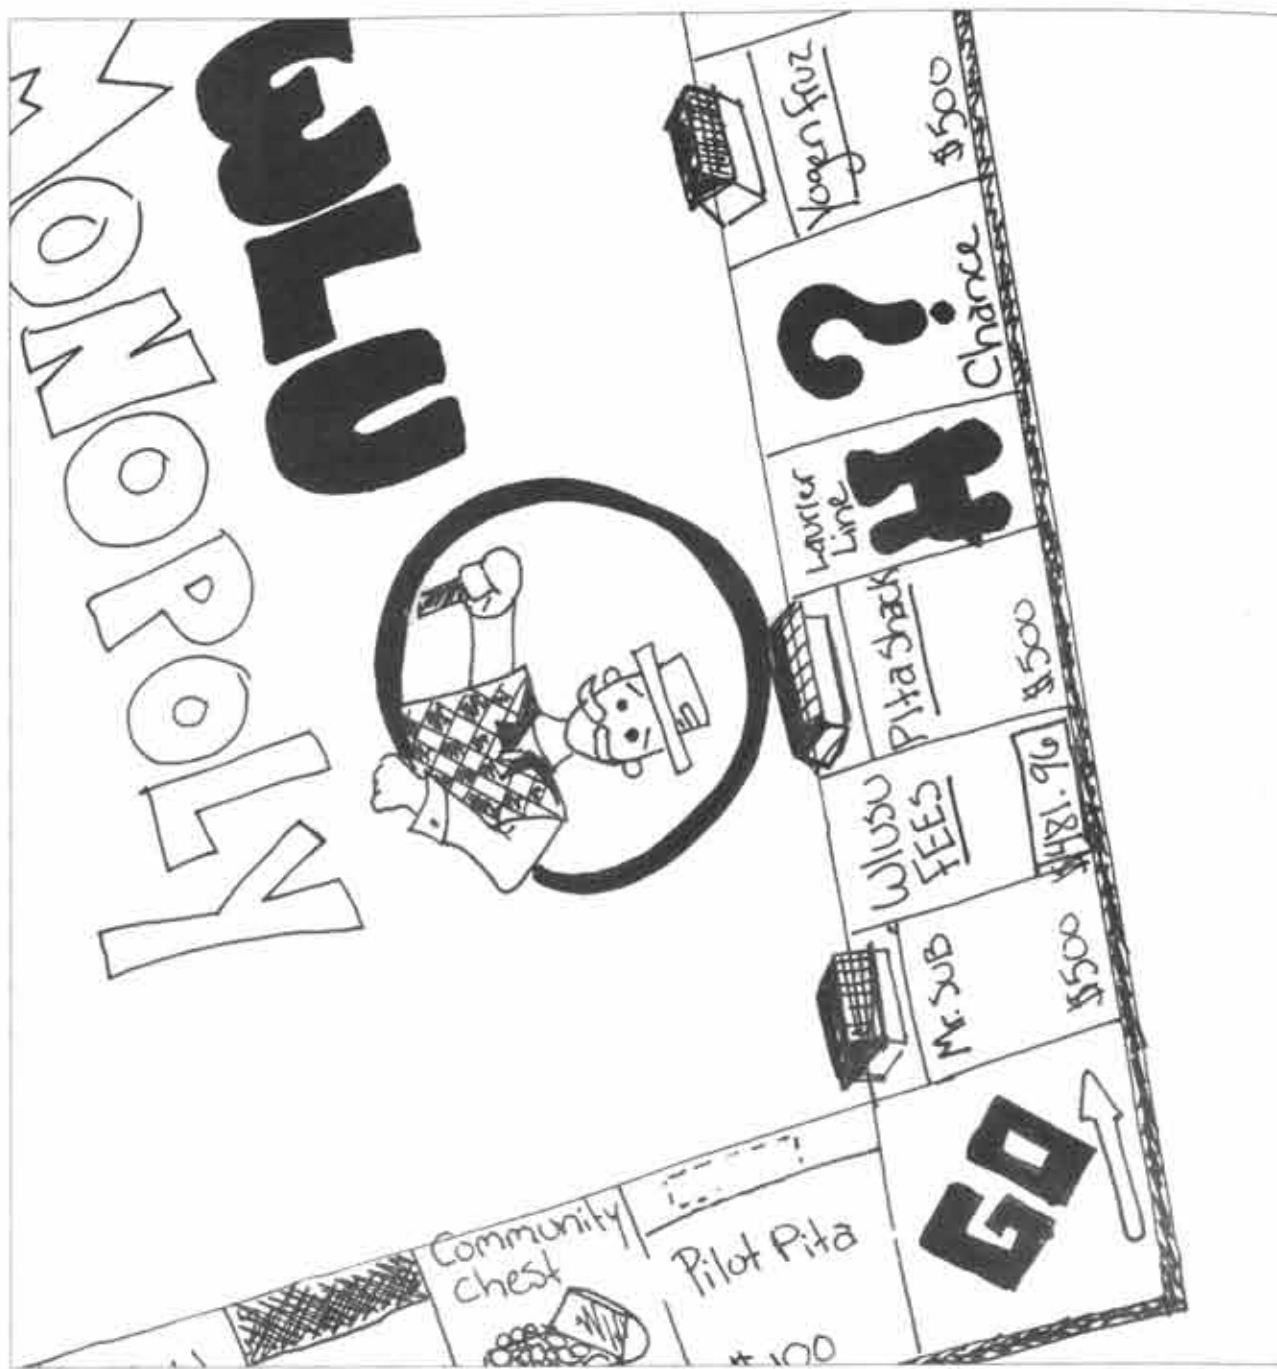 WLU
MONOPOLY
Yogen Fruz
$500
?
Chance
Laurier
Line
Pita Shack
$500
WLUSU
FEES
$481.96
Mr. SUB
$500
GO
Pilot Pita
$100
Community
Chest